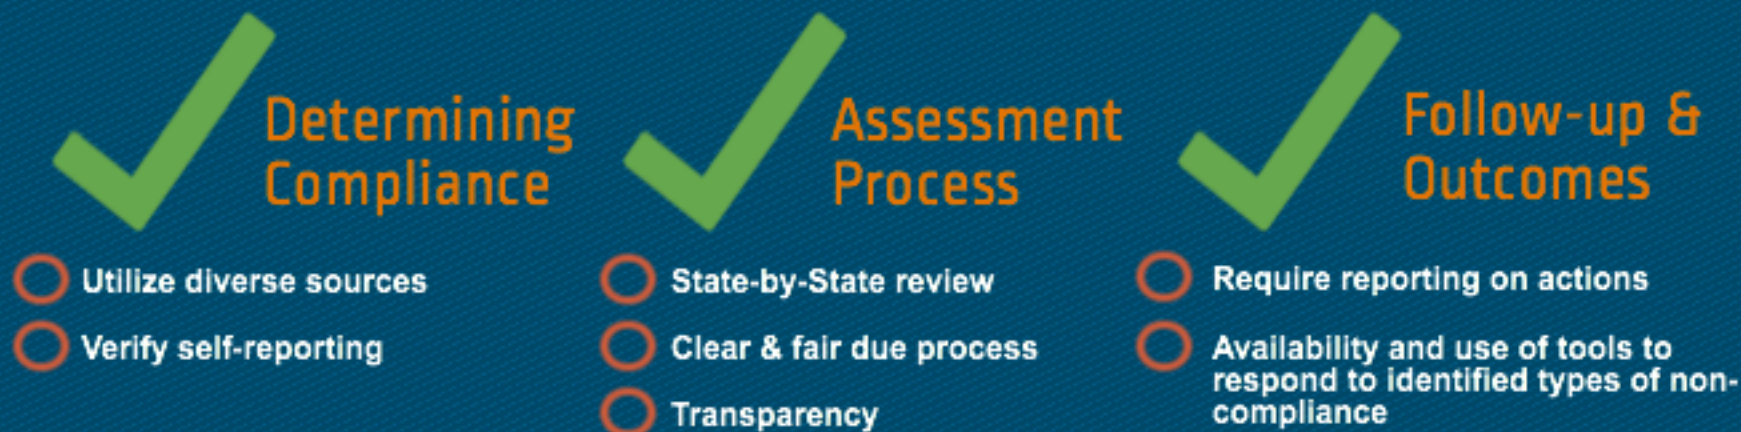 Determining
Compliance
Utilize diverse sources
Verify self-reporting
Assessment
Process
State-by-State review
Clear & fair due process
Transparency
Follow-up &
Outcomes
Require reporting on actions
Availability and use of tools to
respond to identified types of non-
compliance